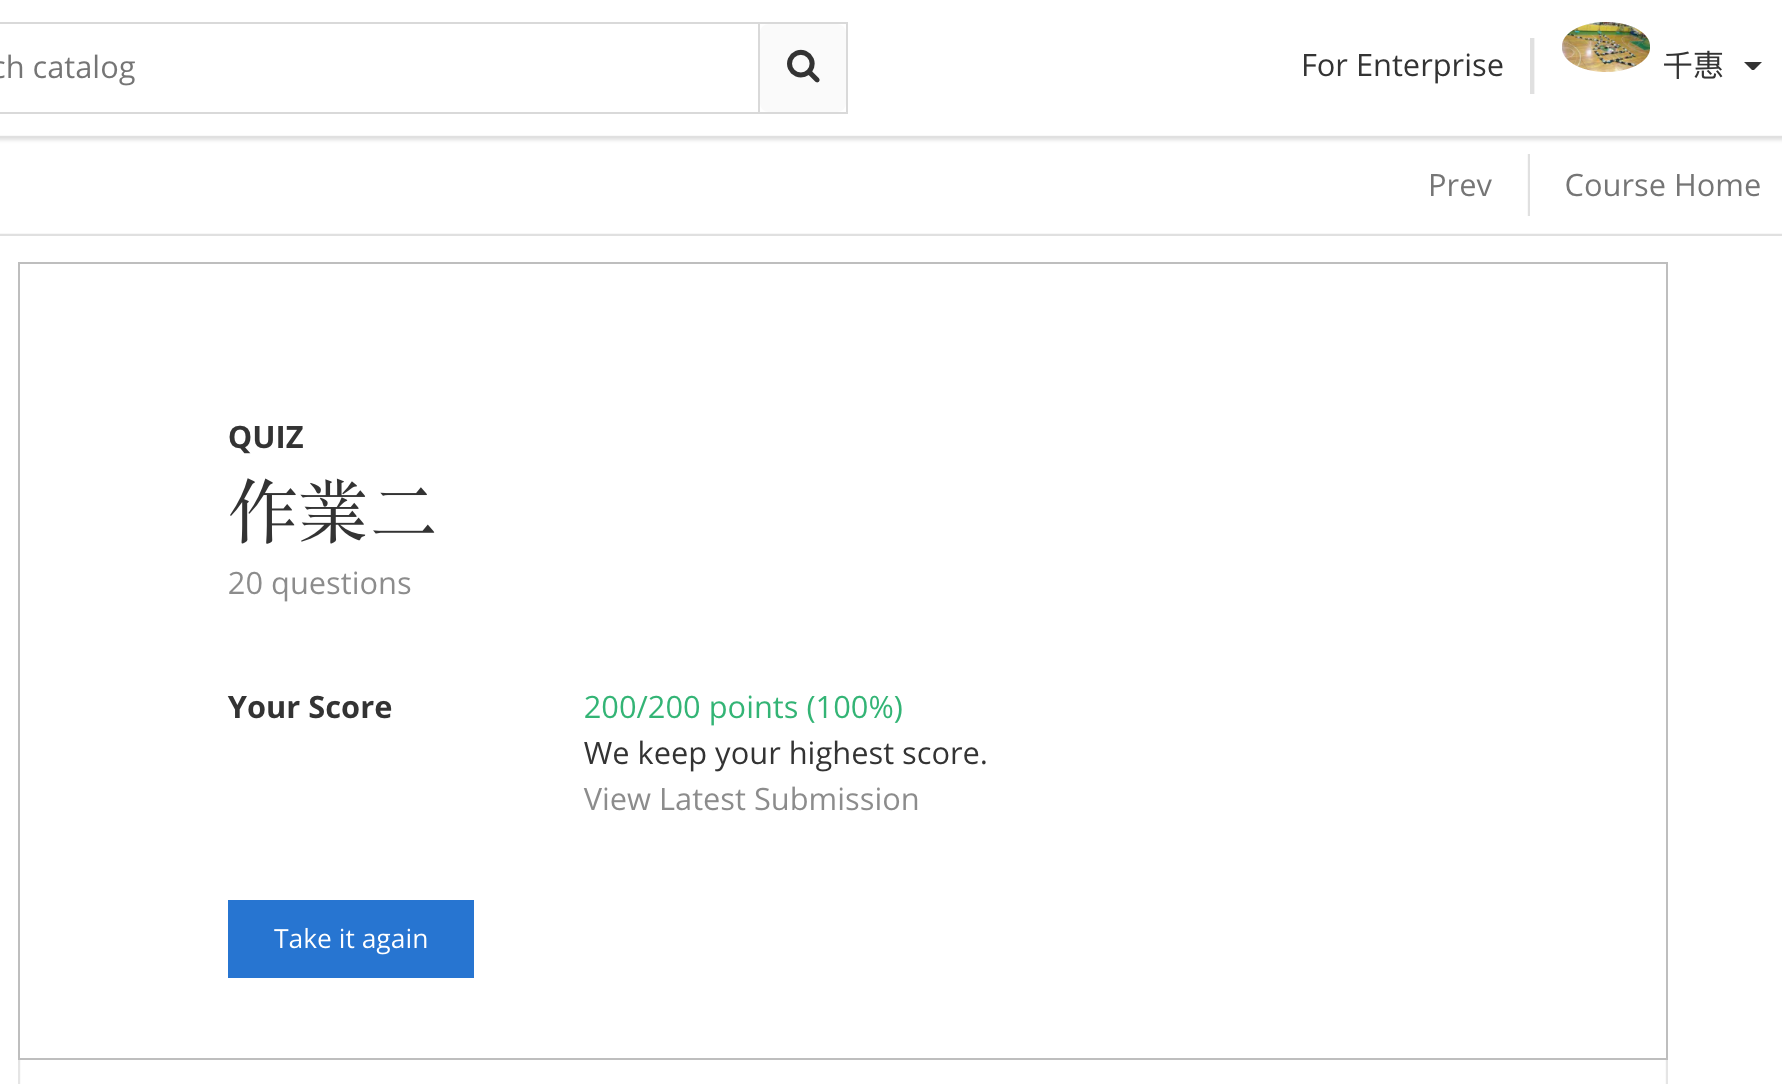 ch catalog
For Enterprise
千惠
Prev
Course Home
QUIZ
作業二
20 questions
Your Score
200/200 points (100%)
We keep your highest score.
View Latest Submission
Take it again